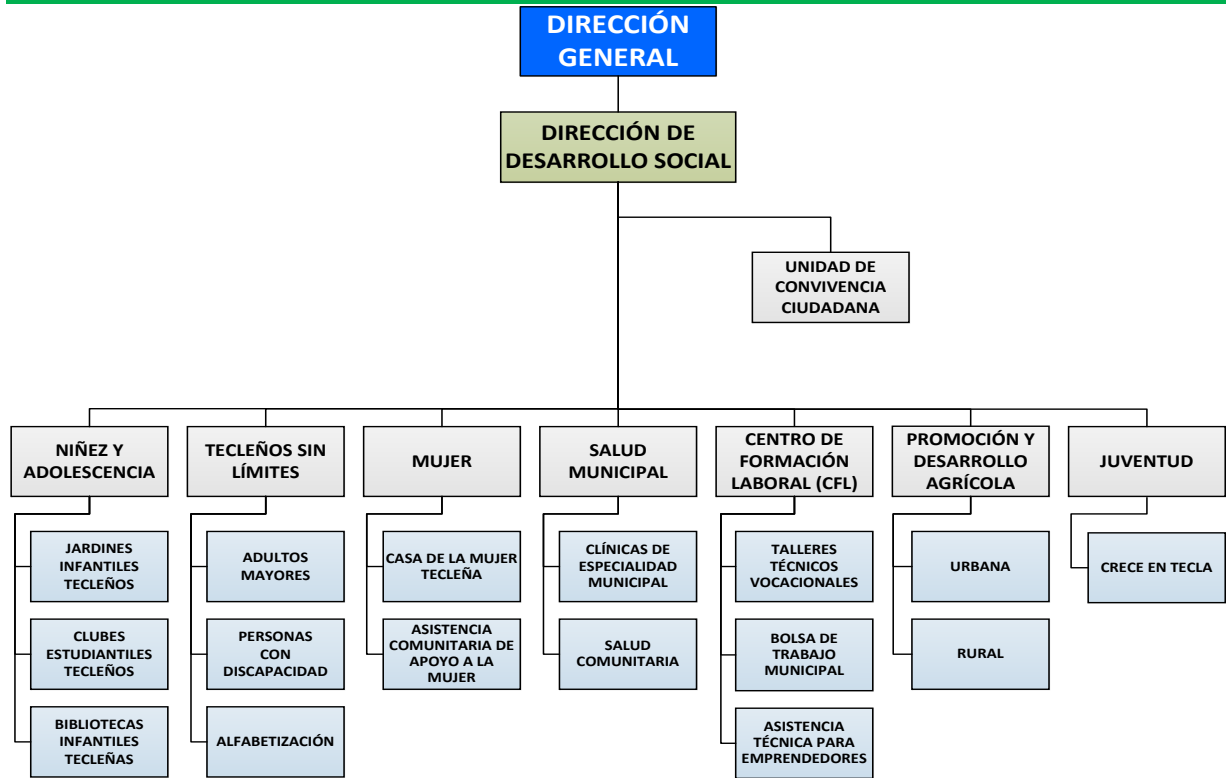 DIRECCIÓN
GENERAL
DIRECCIÓN DE
DESARROLLO SOCIAL
UNIDAD DE
CONVIVENCIA
CIUDADANA
NIÑEZ Y
ADOLESCENCIA
TECLEÑOS SIN
LÍMITES
MUJER
SALUD
MUNICIPAL
CENTRO DE
FORMACIÓN
LABORAL (CFL)
PROMOCIÓN Y
DESARROLLO
AGRÍCOLA
JUVENTUD
JARDINES
INFANTILES
TECLEÑOS
ADULTOS
MAYORES
CASA DE LA MUJER
TECLEÑA
CLÍNICAS DE
ESPECIALIDAD
MUNICIPAL
TALLERES
TÉCNICOS
VOCACIONALES
URBANA
CRECE EN TECLA
CLUBES
ESTUDIANTILES
TECLEÑOS
PERSONAS
CON
DISCAPACIDAD
ASISTENCIA
COMUNITARIA DE
APOYO A LA
MUJER
SALUD
COMUNITARIA
BOLSA DE
TRABAJO
MUNICIPAL
RURAL
BIBLIOTECAS
INFANTILES
TECLEÑAS
ALFABETIZACIÓN
ASISTENCIA
TÉCNICA PARA
EMPRENDEDORES